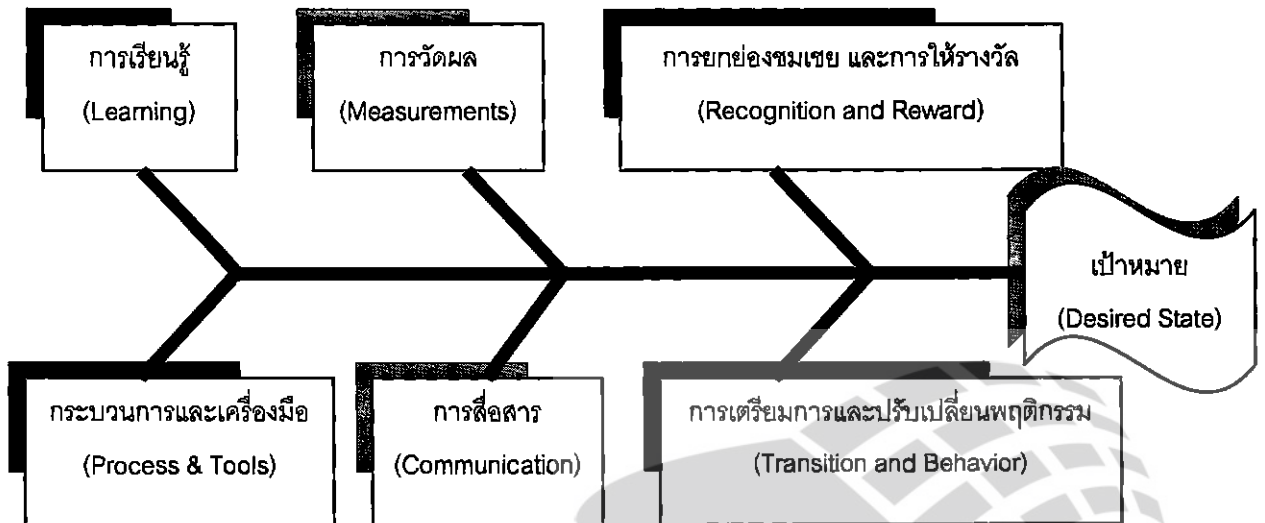 การเรียนรู้
(Learning)
การวัดผล
(Measurements)
การยกย่องชมเชย และการให้รางวัล
(Recognition and Reward)
เป้าหมาย
(Desired State)
กระบวนการและเครื่องมือ
(Process & Tools)
การสื่อสาร
(Communication)
การเตรียมการและปรับเปลี่ยนพฤติกรรม
(Transition and Behavior)